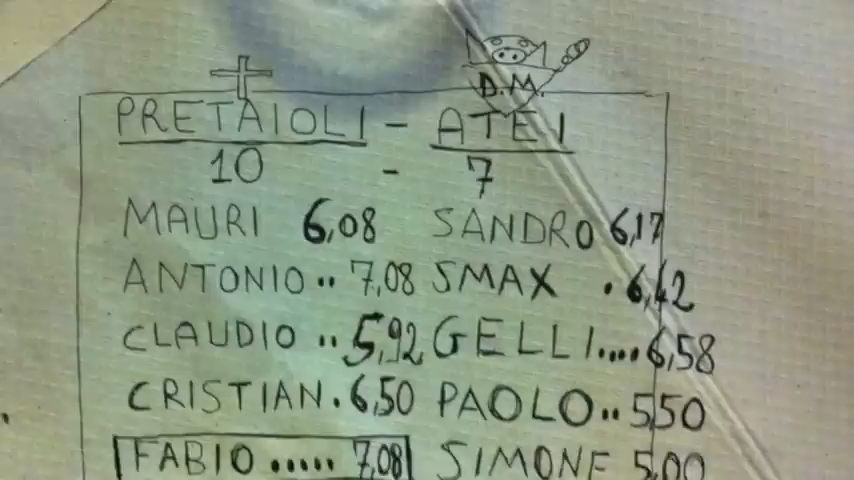 D.M.
PRETAIOLI - ATEI
10 - 7
MAURI 6,08 SANDRO 6,17
ANTONIO .. 7,08 SMAX . 6,42
CLAUDIO .. 5,92 GELLI .... 6,58
CRISTIAN . 6,50 PAOLO .. 5,50
FABIO ..... 7,08 SIMONE 5,00